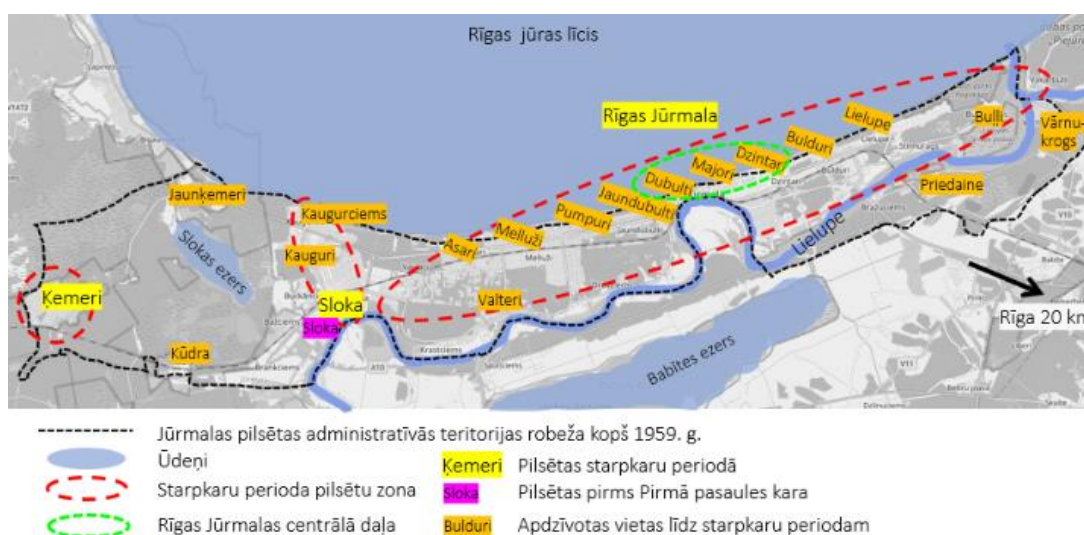 Rīgas jūras līcis
Rīgas Jūrmala
Lielupe
Bulduri
Dzintari
Majori
Dubulti
Jaundubulti
Pumpuri
Melluži
Asari
Buļļi
Vārnu-
krogs
Priedaine
Lielupe
Jaunķemeri
Kaugurciems
Slokas ezers
Kauguri
Ķemeri
Sloka
Sloka
Valteri
Kūdra
Babītes ezers
Rīga 20 km
Jūrmalas pilsētas administratīvās teritorijas robeža kopš 1959. g.
Ūdeņi
Starpkaru perioda pilsētu zona
Rīgas Jūrmalas centrālā daļa
Ķemeri Pilsētas starpkaru periodā
Sloka Pilsētas pirms Pirmā pasaules kara
Bulduri Apdzīvotas vietas līdz starpkaru periodam